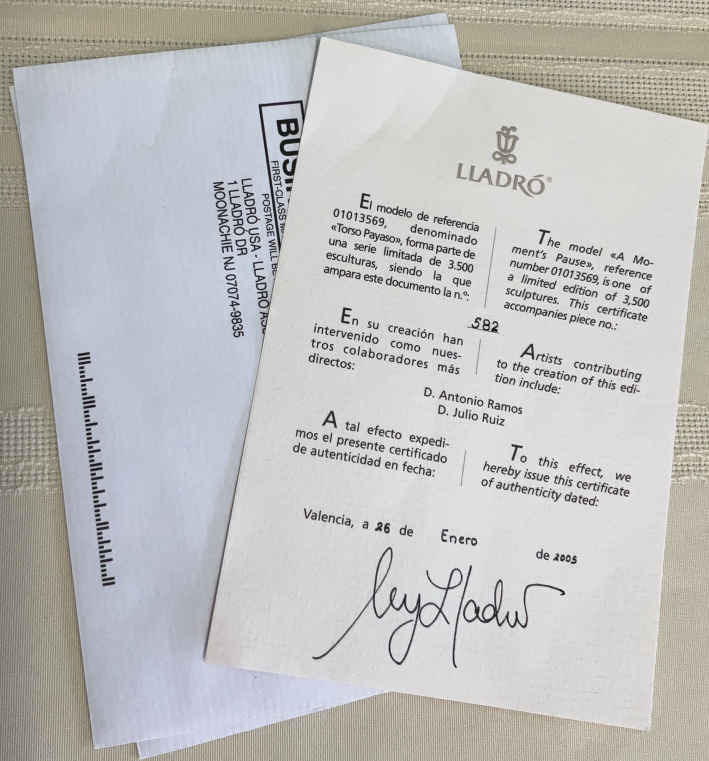 BUSI
FIRST-CLASS
POSTAGE WILL BE
LLADRÓ USA - LLADRÓ
1 LLADRÓ DR
MOONACHIE NJ 07074-9835
LLADRÓ®
El modelo de referencia
01013569, denominado
«Torso Payaso», forma parte de
una serie limitada de 3.500
esculturas, siendo la que
ampara este documento la n.º:
The model «A Mo-
ment's Pause», reference
number 01013569, is one of
a limited edition of 3,500
sculptures. This certificate
accompanies piece no.:
582
En su creación han
intervenido como nues-
tros colaboradores más
directos:
Artists contributing
to the creation of this edi-
tion include:
D. Antonio Ramos
D. Julio Ruiz
A tal efecto expedi-
mos el presente certificado
de autenticidad en fecha:
To this effect, we
hereby issue this certificate
of authenticity dated:
Valencia, a 26 de Enero de 2005